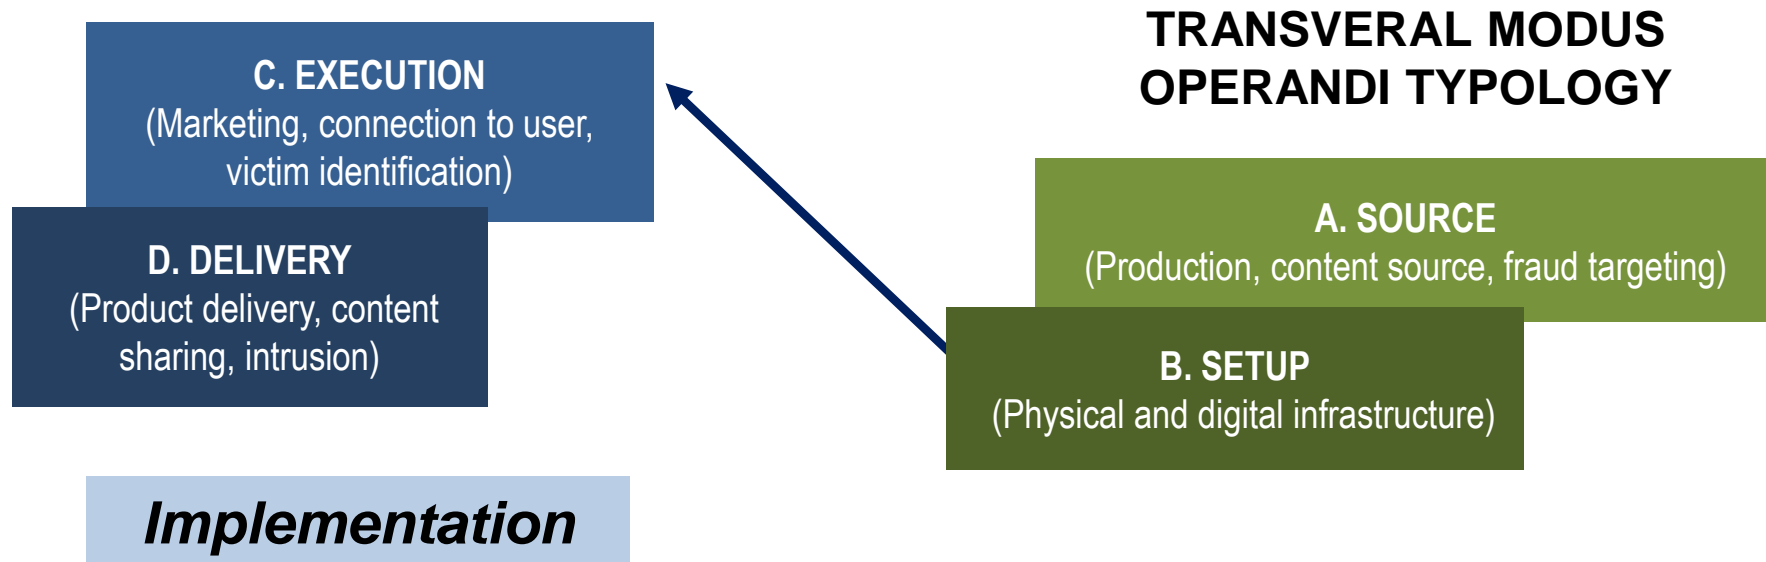 TRANSVERAL MODUS
OPERANDI TYPOLOGY
A. SOURCE
(Production, content source, fraud targeting)
B. SETUP
(Physical and digital infrastructure)
C. EXECUTION
(Marketing, connection to user,
victim identification)
D. DELIVERY
(Product delivery, content
sharing, intrusion)
Implementation